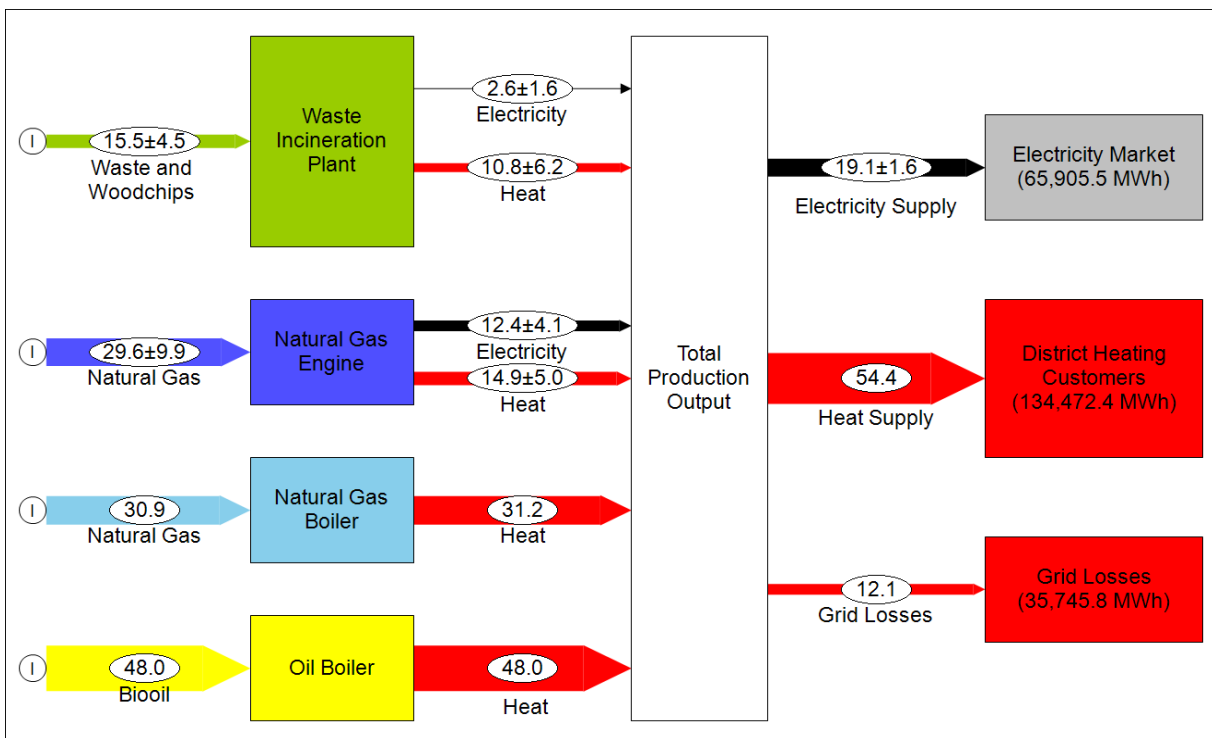 I
15.5±4.5
Waste and
Woodchips
Waste
Incineration
Plant
2.6±1.6
Electricity
10.8±6.2
Heat
I
29.6±9.9
Natural Gas
Natural Gas
Engine
12.4±4.1
Electricity
14.9±5.0
Heat
I
30.9
Natural Gas
Natural Gas
Boiler
31.2
Heat
I
48.0
Biooil
Oil Boiler
48.0
Heat
Total
Production
Output
19.1±1.6
Electricity Supply
Electricity Market
(65,905.5 MWh)
54.4
Heat Supply
District Heating
Customers
(134,472.4 MWh)
12.1
Grid Losses
Grid Losses
(35,745.8 MWh)